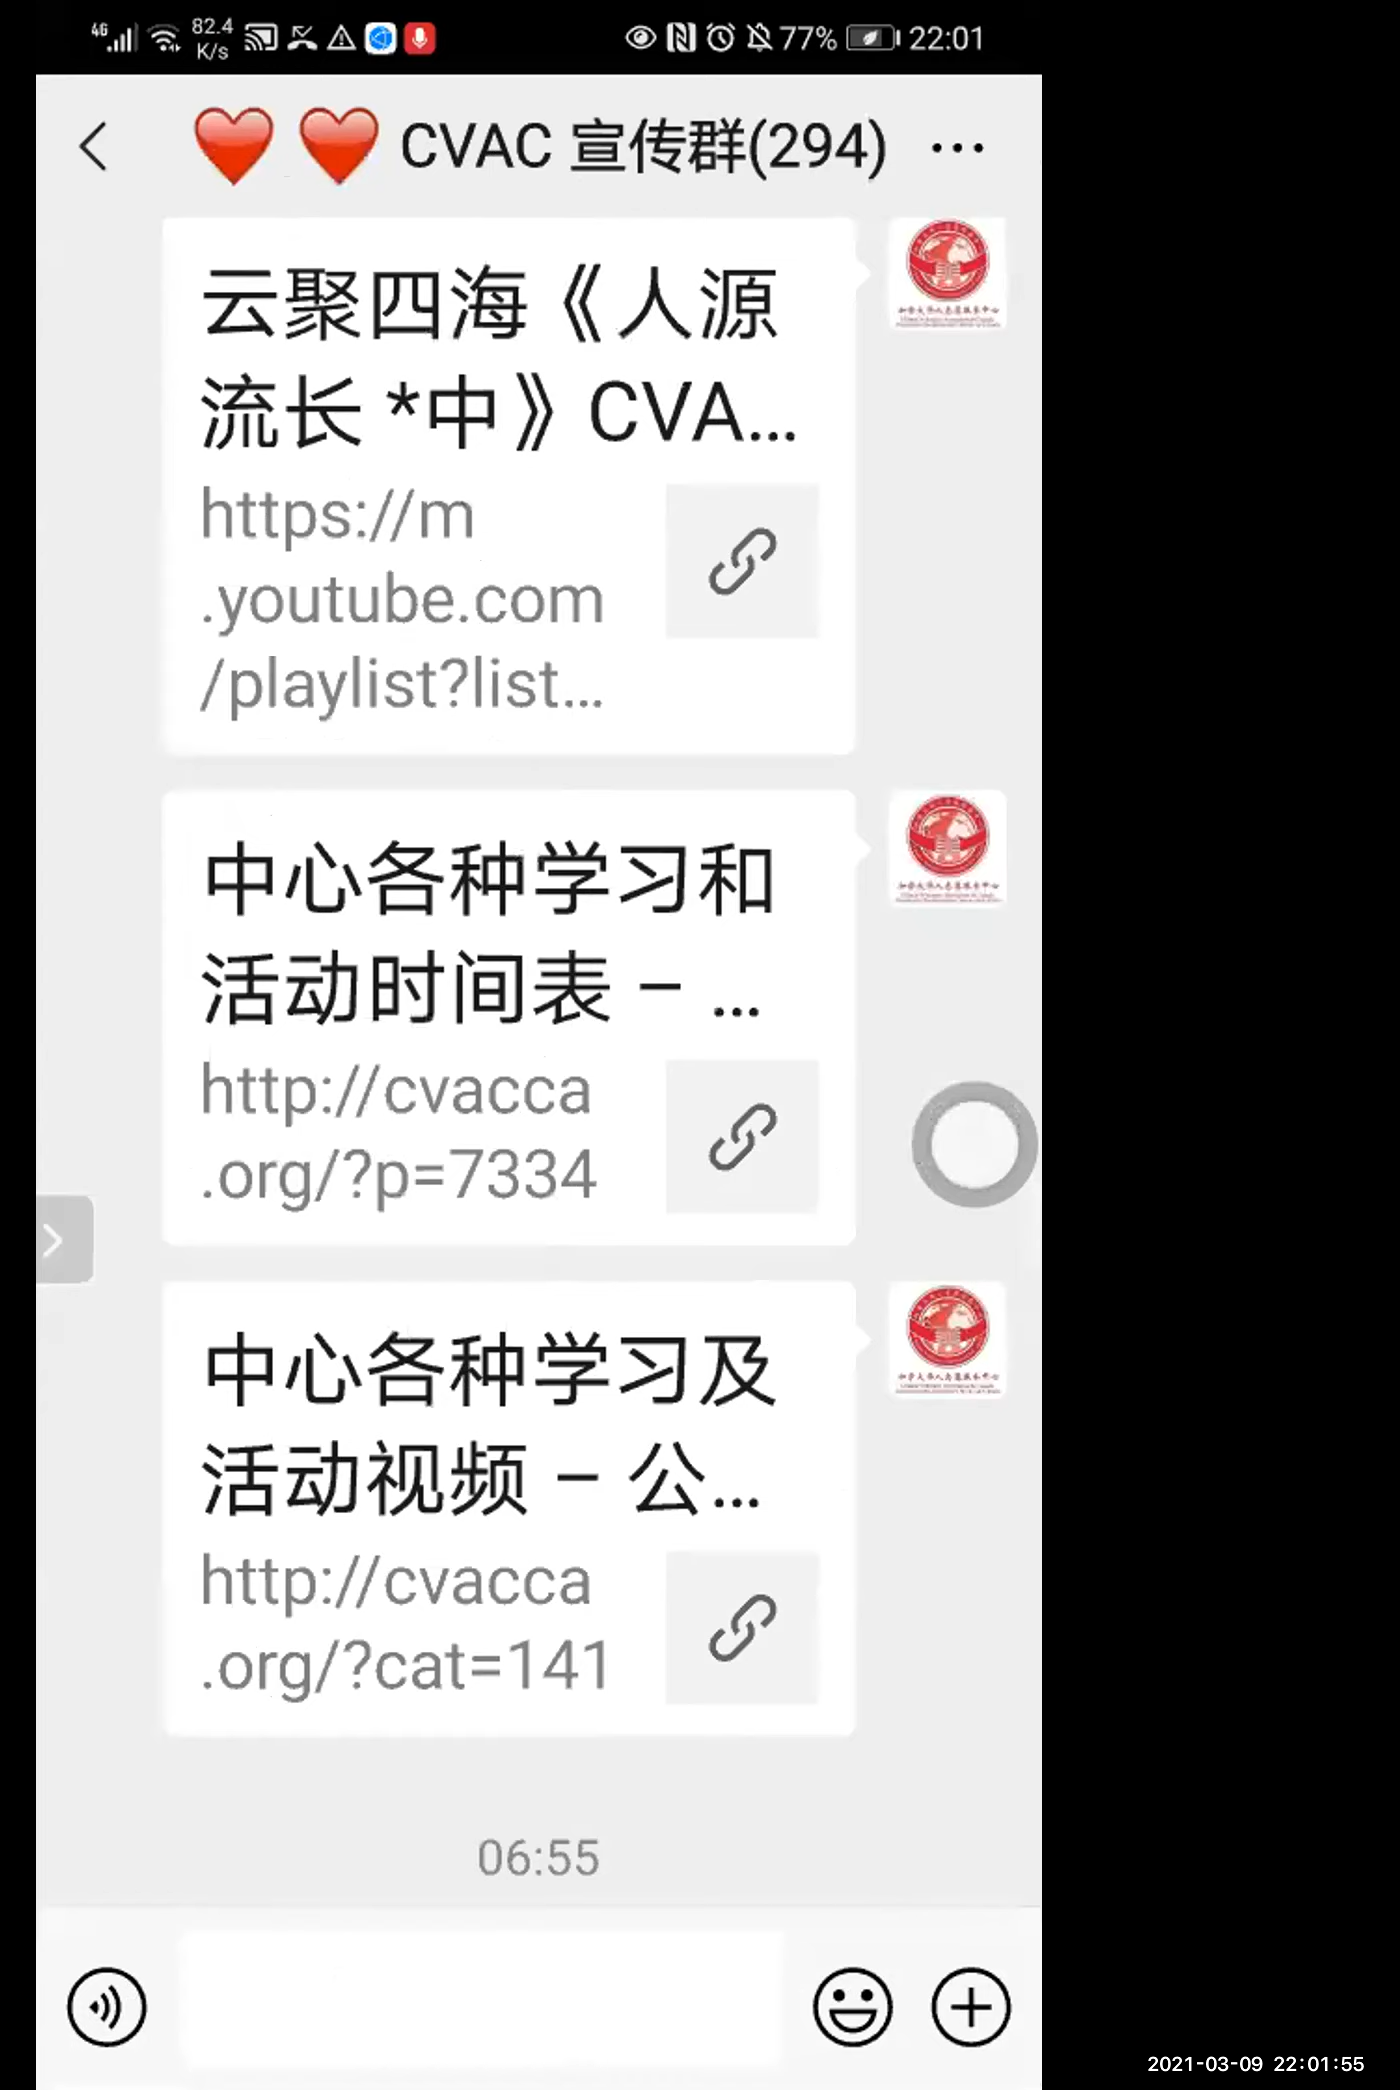 4G 82.4 K/s 77% 22:01
❤️ ❤️ CVAC 宣传群(294) ...
云聚四海《人源
流长 *中》CVA...
https://m
.youtube.com
/playlist?list...
中心各种学习和
活动时间表 – ...
http://cvacca
.org/?p=7334
中心各种学习及
活动视频 – 公...
http://cvacca
.org/?cat=141
06:55
2021-03-09 22:01:55